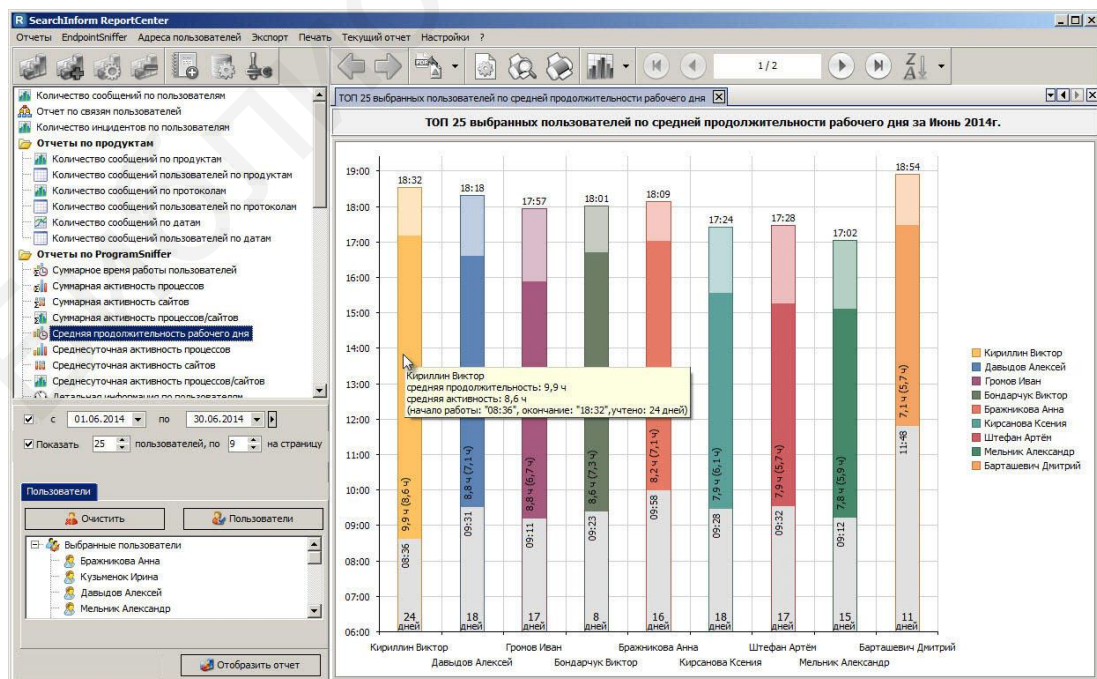 SearchInform ReportCenter
Отчеты EndpointSniffer Адреса пользователей Экспорт Печать Текущий отчет Настройки ?
1 / 2
Количество сообщений по пользователям
Отчет по связям пользователей
Количество инцидентов по пользователям
Отчеты по продуктам
Количество сообщений по продуктам
Количество сообщений пользователей по продуктам
Количество сообщений по протоколам
Количество сообщений пользователей по протоколам
Количество сообщений по датам
Количество сообщений пользователей по датам
Отчеты по ProgramSniffer
Суммарное время работы пользователей
Суммарная активность процессов
Суммарная активность сайтов
Суммарная активность процессов/сайтов
Средняя продолжительность рабочего дня
Среднесуточная активность процессов
Среднесуточная активность сайтов
Среднесуточная активность процессов/сайтов
Детальная информация по пользователям
с 01.06.2014 по 30.06.2014
Показать 25 пользователей, по 9 на страницу
Пользователи
Очистить Пользователи
Выбранные пользователи
Бражникова Анна
Кузьменок Ирина
Давыдов Алексей
Мельник Александр
Отобразить отчет
ТОП 25 выбранных пользователей по средней продолжительности рабочего дня
ТОП 25 выбранных пользователей по средней продолжительности рабочего дня за Июнь 2014г.
19:00
18:00
17:00
16:00
15:00
14:00
13:00
12:00
11:00
10:00
09:00
08:00
07:00
06:00
18:32 18:18 17:57 18:01 18:09 17:24 17:28 17:02 18:54
Кириллин Виктор
средняя продолжительность: 9,9 ч
средняя активность: 8,6 ч
(начало работы: "08:36", окончание: "18:32",учтено: 24 дней)
9,9 ч (8,6 ч) 8,8 ч (7,1 ч) 8,8 ч (6,7 ч) 8,6 ч (7,3 ч) 8,2 ч (7,1 ч) 7,9 ч (6,1 ч) 7,9 ч (5,7 ч) 7,8 ч (5,9 ч) 7,1 ч (5,7 ч)
08:36 09:31 09:11 09:23 09:58 09:28 09:32 09:12 11:48
24 18 17 8 16 18 17 15 11
дней дней дней дней дней дней дней дней дней
Кириллин Виктор Громов Иван Бражникова Анна Штефан Артём Барташевич Дмитрий
Давыдов Алексей Бондарчук Виктор Кирсанова Ксения Мельник Александр
Кириллин Виктор
Давыдов Алексей
Громов Иван
Бондарчук Виктор
Бражникова Анна
Кирсанова Ксения
Штефан Артём
Мельник Александр
Барташевич Дмитрий